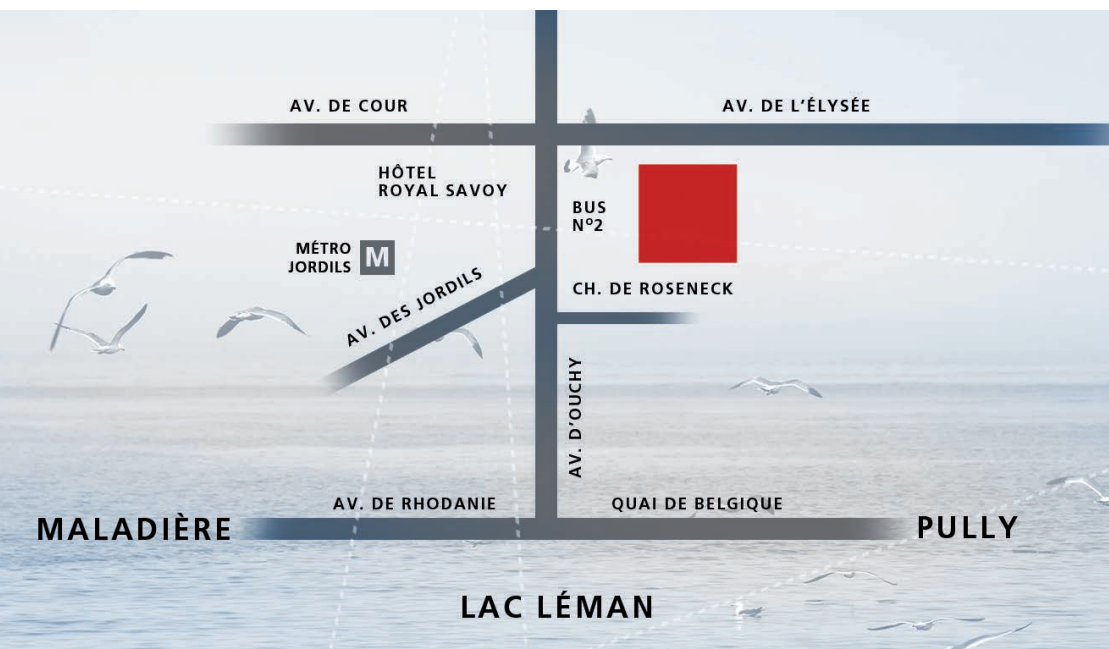 AV. DE COUR
AV. DE L'ÉLYSÉE
HÔTEL
ROYAL SAVOY
BUS
Nº2
MÉTRO
JORDILS
M
AV. DES JORDILS
CH. DE ROSENECK
AV. D'OUCHY
AV. DE RHODANIE
QUAI DE BELGIQUE
MALADIÈRE
PULLY
LAC LÉMAN